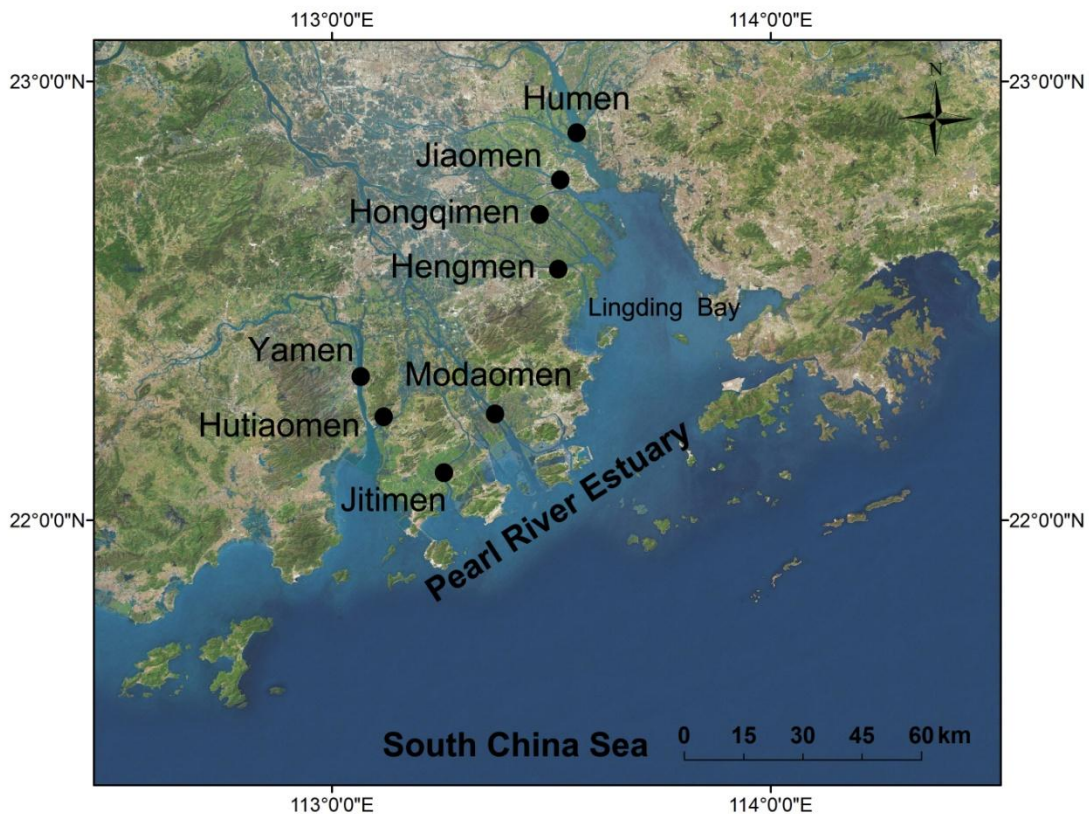 113°0'0"E
114°0'0"E
23°0'0"N
23°0'0"N
N
Humen
Jiaomen
Hongqimen
Hengmen
Lingding Bay
Yamen
Modaomen
Hutiaomen
Jitimen
Pearl River Estuary
22°0'0"N
22°0'0"N
South China Sea
0 15 30 45 60 km
113°0'0"E
114°0'0"E